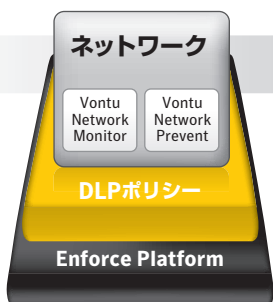 ネットワーク
Vontu
Network
Monitor
Vontu
Network
Prevent
DLPポリシー
Enforce Platform